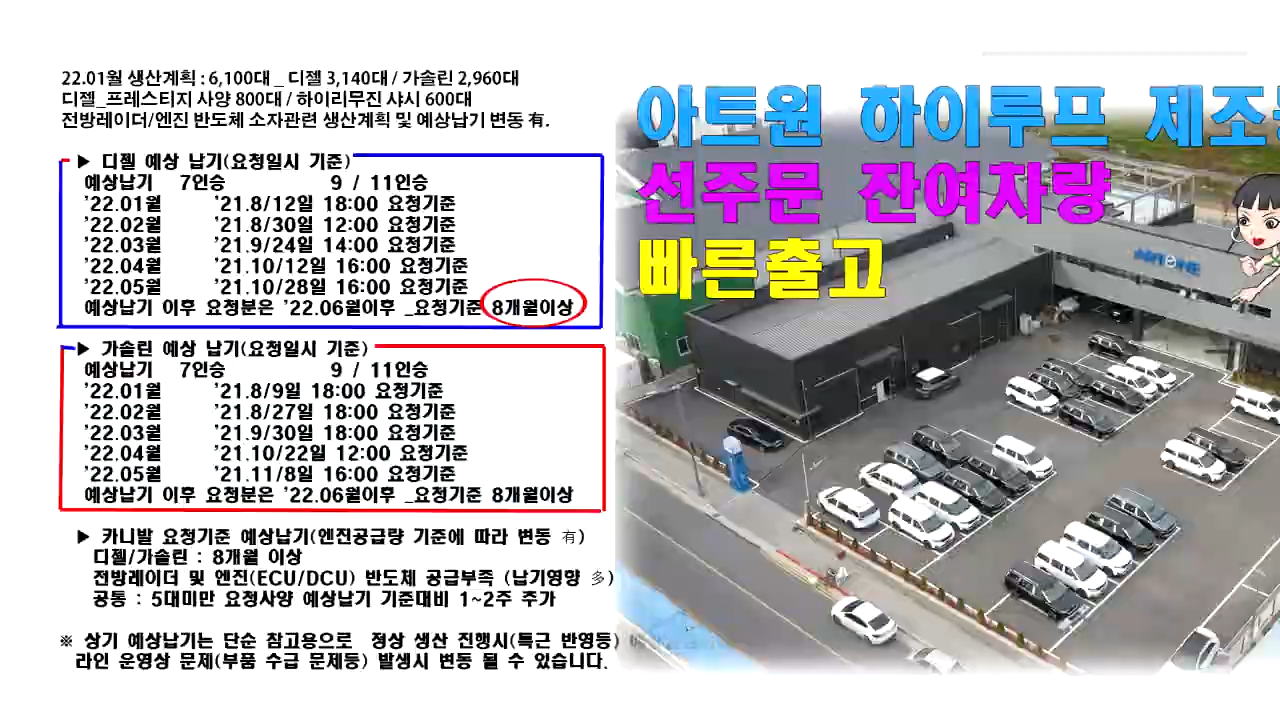 22.01월 생산계획 : 6,100대 _ 디젤 3,140대 / 가솔린 2,960대
디젤_프레스티지 사양 800대 / 하이리무진 샤시 600대
전방레이더/엔진 반도체 소자관련 생산계획 및 예상납기 변동 有.
▶ 디젤 예상 납기(요청일시 기준)
예상납기 7인승 9 / 11인승
'22.01월 '21.8/12일 18:00 요청기준
'22.02월 '21.8/30일 12:00 요청기준
'22.03월 '21.9/24일 14:00 요청기준
'22.04월 '21.10/12일 16:00 요청기준
'22.05월 '21.10/28일 16:00 요청기준
예상납기 이후 요청분은 '22.06월이후 _요청기준 8개월이상
▶ 가솔린 예상 납기(요청일시 기준)
예상납기 7인승 9 / 11인승
'22.01월 '21.8/9일 18:00 요청기준
'22.02월 '21.8/27일 18:00 요청기준
'22.03월 '21.9/30일 18:00 요청기준
'22.04월 '21.10/22일 12:00 요청기준
'22.05월 '21.11/8일 16:00 요청기준
예상납기 이후 요청분은 '22.06월이후 _요청기준 8개월이상
▶ 카니발 요청기준 예상납기(엔진공급량 기준에 따라 변동 有)
디젤/가솔린 : 8개월 이상
전방레이더 및 엔진(ECU/DCU) 반도체 공급부족 (납기영향 多)
공통 : 5대미만 요청사양 예상납기 기준대비 1~2주 추가
※ 상기 예상납기는 단순 참고용으로 정상 생산 진행시(특근 반영등)
라인 운영상 문제(부품 수급 문제등) 발생시 변동 될 수 있습니다.
아트원 하이루프 제조
선주문 잔여차량
빠른출고
ARTONE